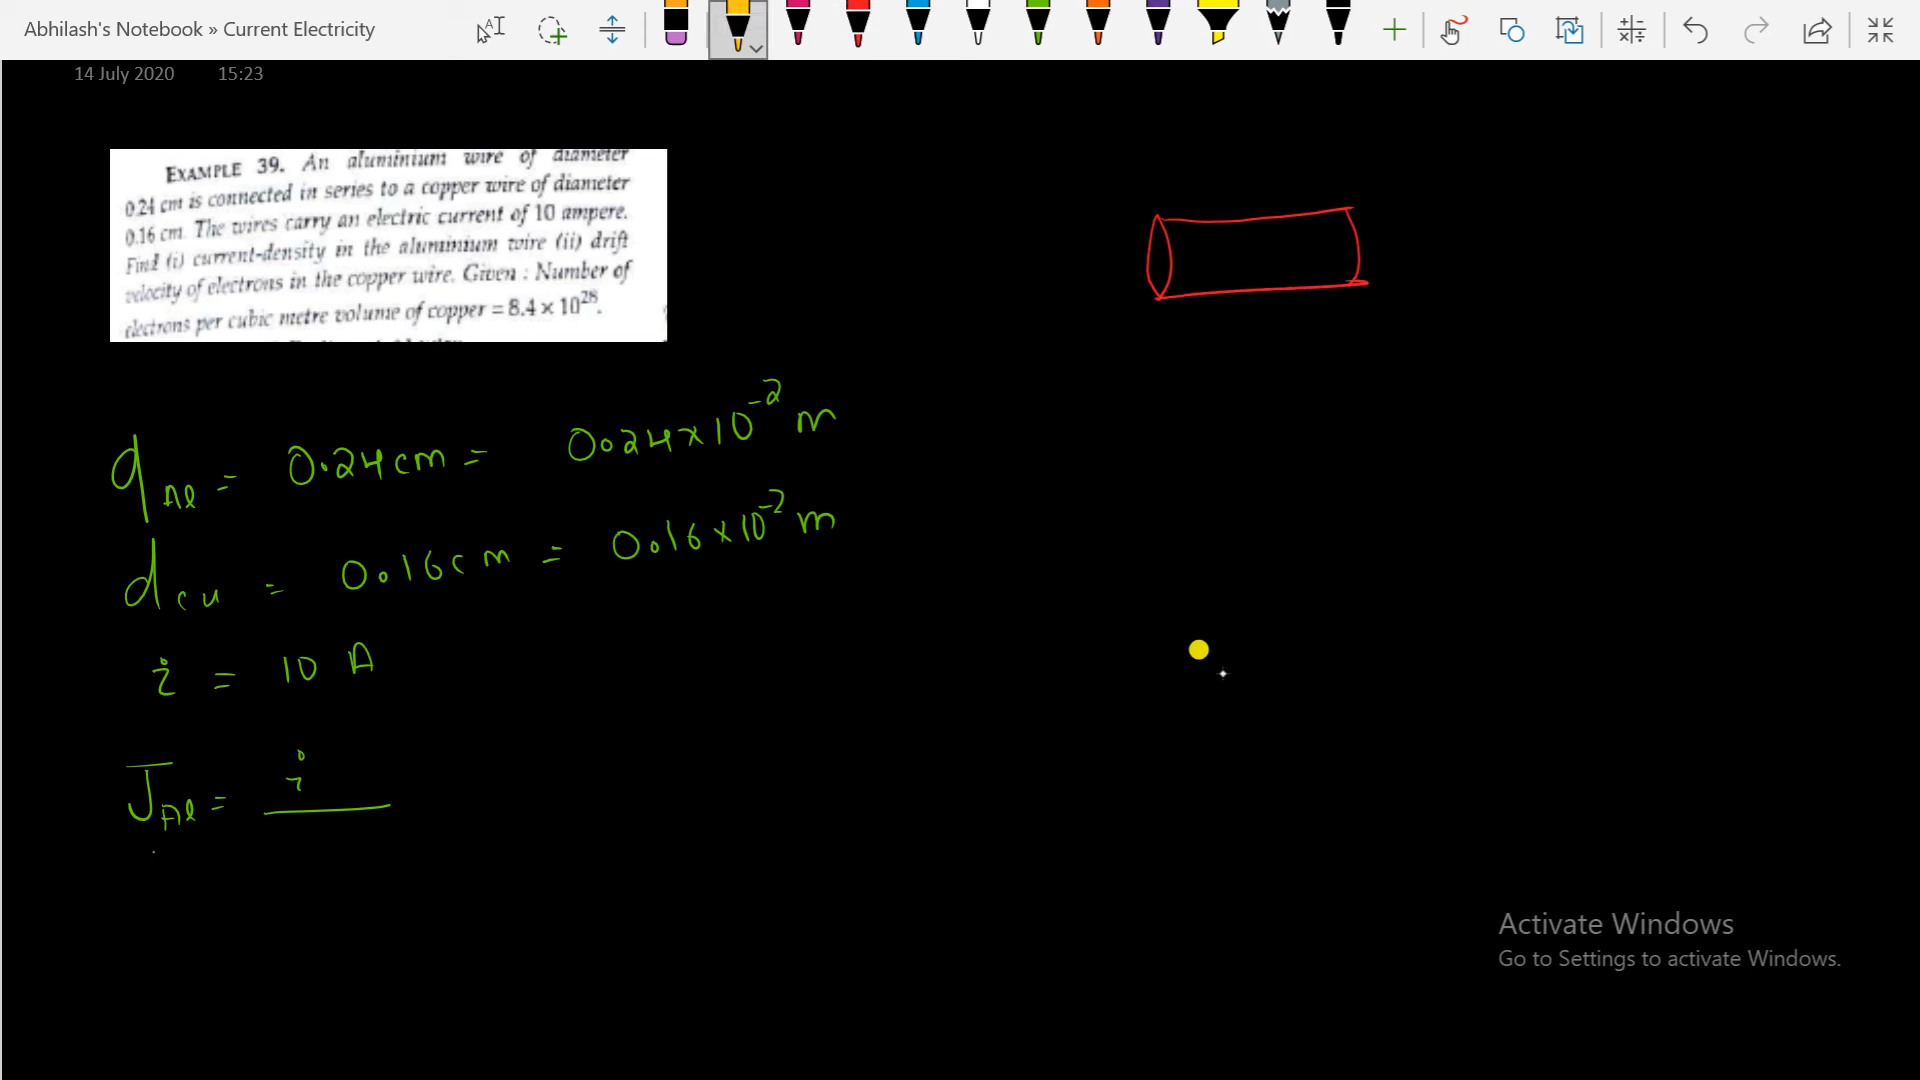 Abhilash's Notebook » Current Electricity
14 July 2020 15:23
EXAMPLE 39. An aluminium wire of diameter
0.24 cm is connected in series to a copper wire of diameter
0.16 cm. The wires carry an electric current of 10 ampere.
Find (i) current-density in the aluminium wire (ii) drift
velocity of electrons in the copper wire. Given : Number of
electrons per cubic metre volume of copper = 8.4 × 10²⁸.
d_Al = 0.24 cm = 0.24 × 10⁻² m
d_cu = 0.16 cm = 0.16 × 10⁻² m
i = 10 A
J_Al = i
Activate Windows
Go to Settings to activate Windows.